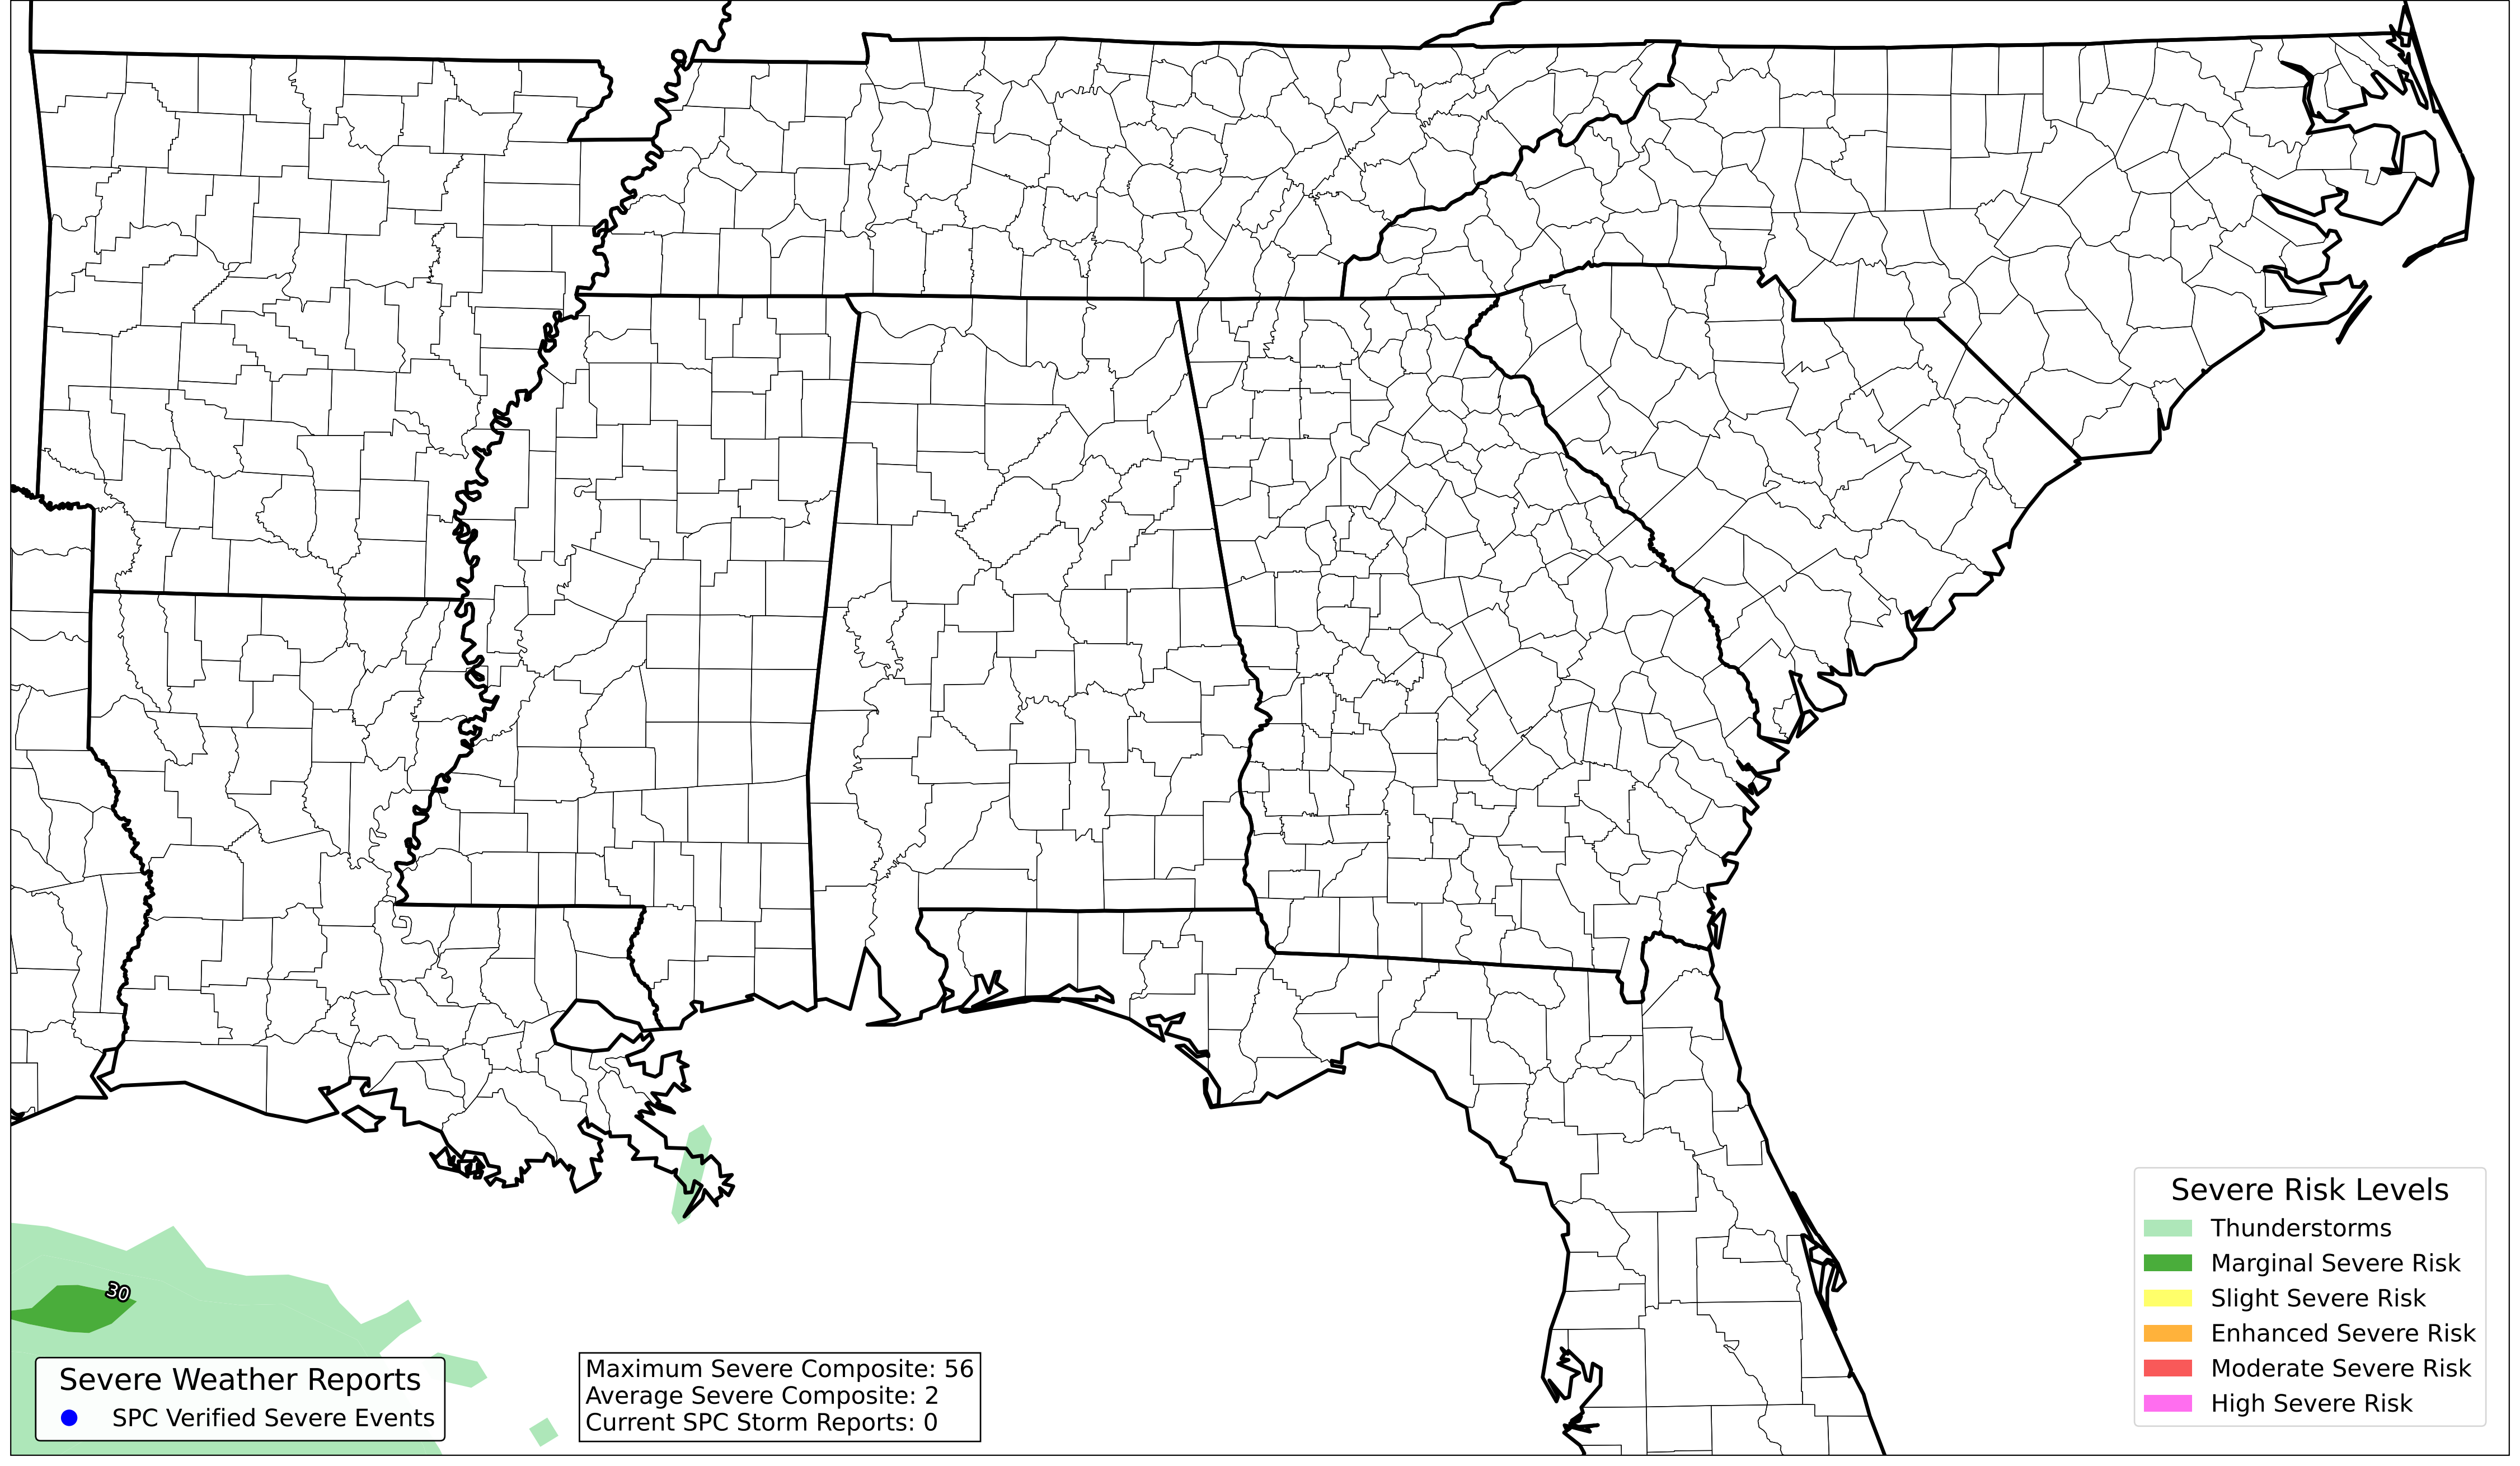 30
Severe Weather Reports
SPC Verified Severe Events
Maximum Severe Composite: 56
Average Severe Composite: 2
Current SPC Storm Reports: 0
Severe Risk Levels
Thunderstorms
Marginal Severe Risk
Slight Severe Risk
Enhanced Severe Risk
Moderate Severe Risk
High Severe Risk